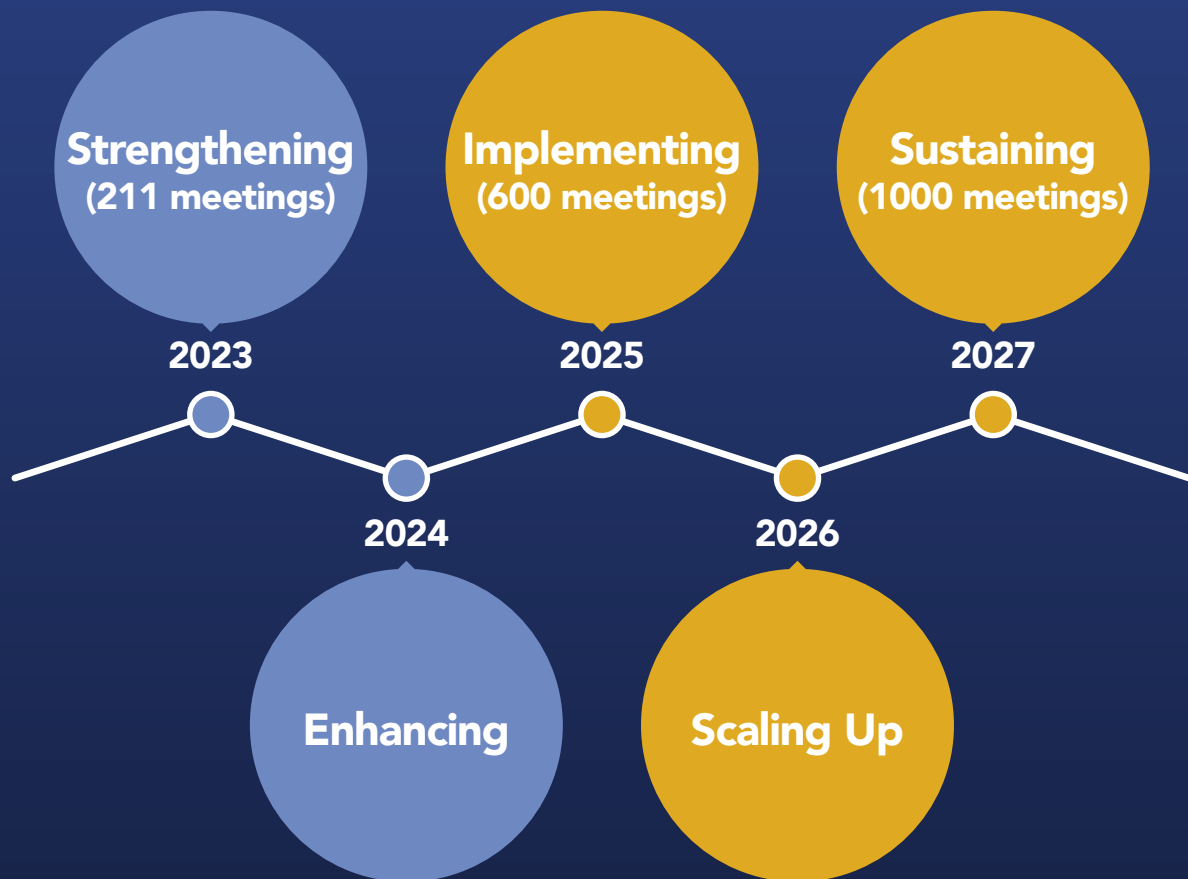 Strengthening
(211 meetings)
Implementing
(600 meetings)
Sustaining
(1000 meetings)
2023
2025
2027
2024
2026
Enhancing
Scaling Up